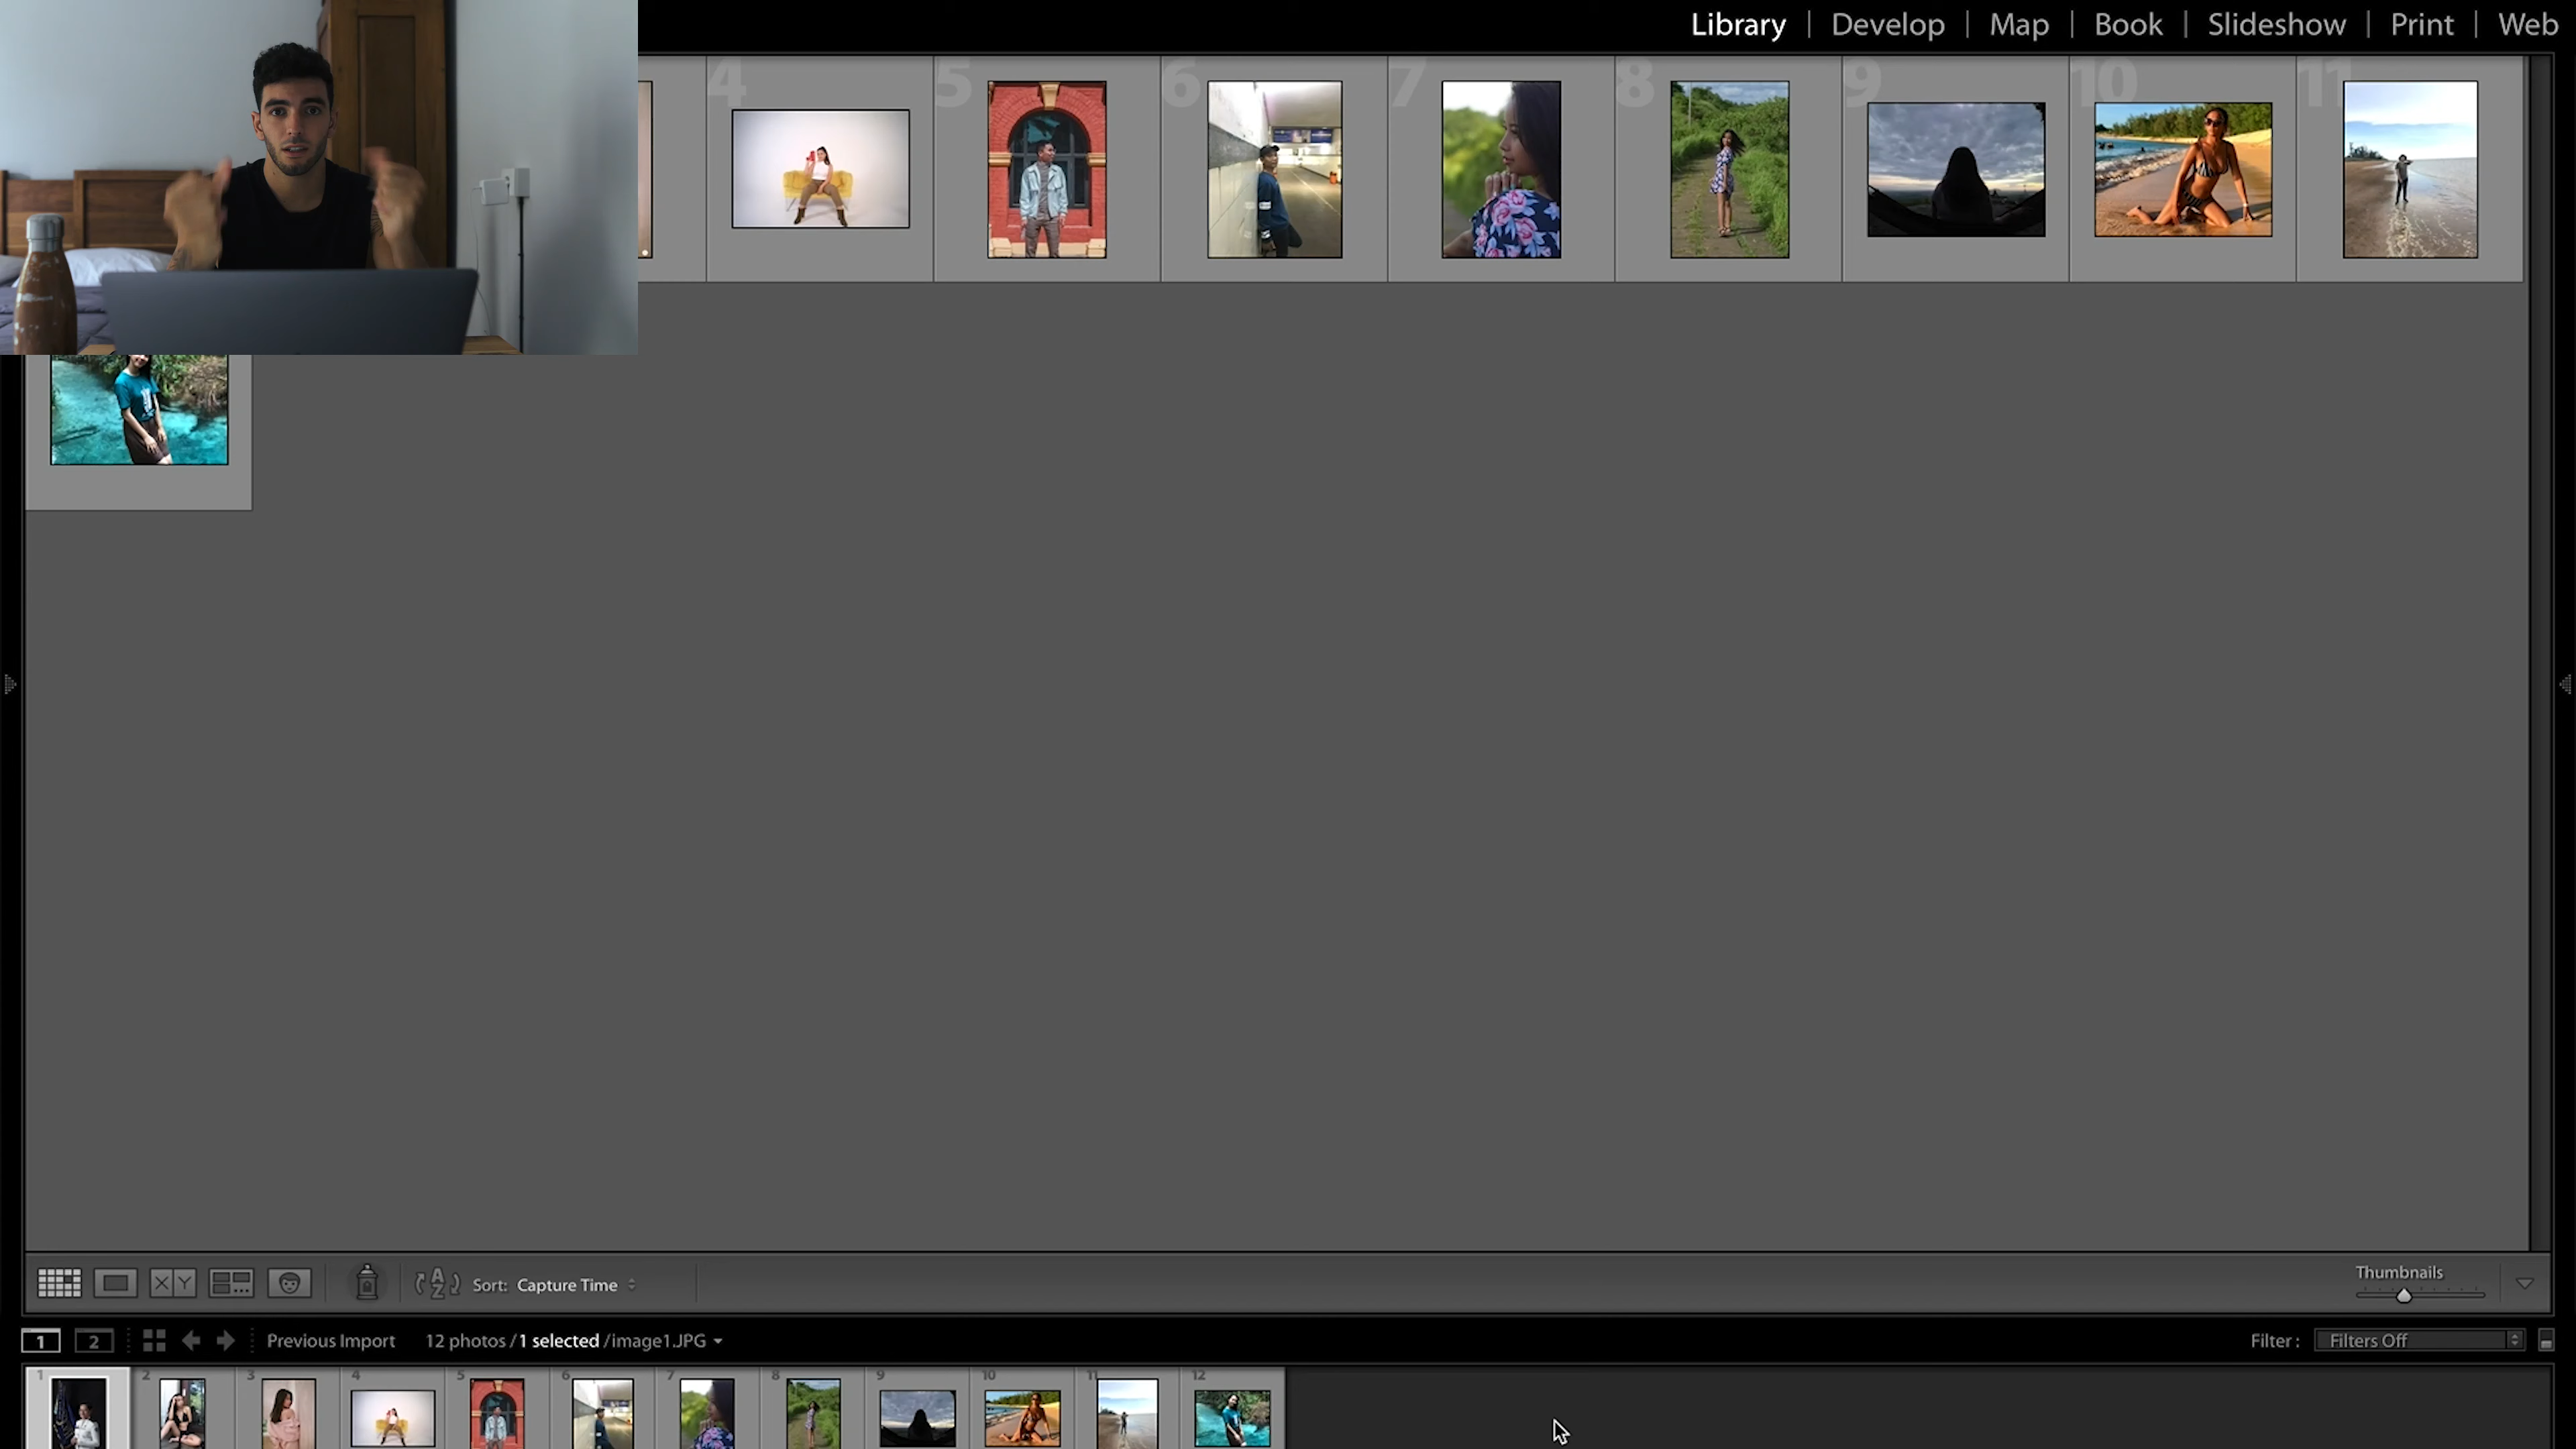 Library | Develop | Map | Book | Slideshow | Print | Web
4 5 6 7 8 9 10 11
XY Sort: Capture Time Thumbnails
1 2 Previous Import 12 photos / 1 selected / image1.JPG Filter : Filters Off
1 2 3 4 5 6 7 8 9 10 11 12